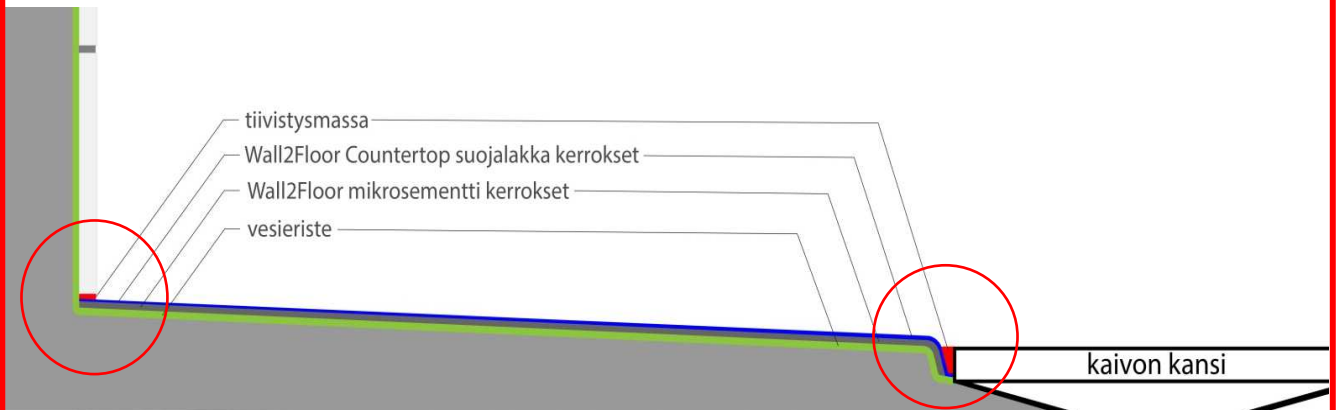 tiivistysmassa
Wall2Floor Countertop suojalakka kerrokset
Wall2Floor mikrosementti kerrokset
vesieriste
kaivon kansi